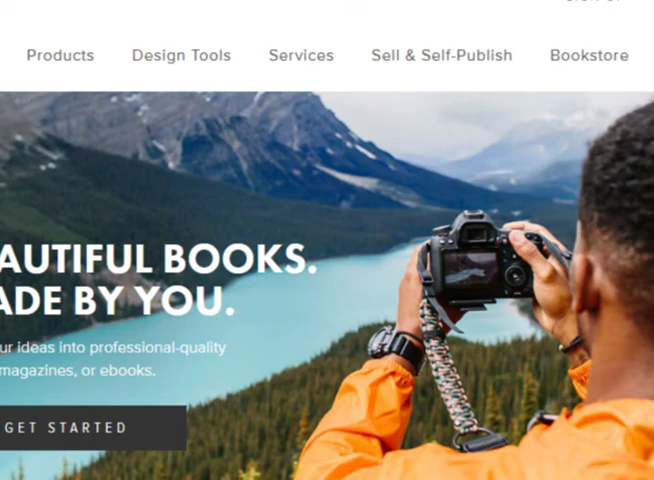 Products Design Tools Services Sell & Self-Publish Bookstore
AUTIFUL BOOKS.
ADE BY YOU.
ur ideas into professional-quality
magazines, or ebooks.
GET STARTED